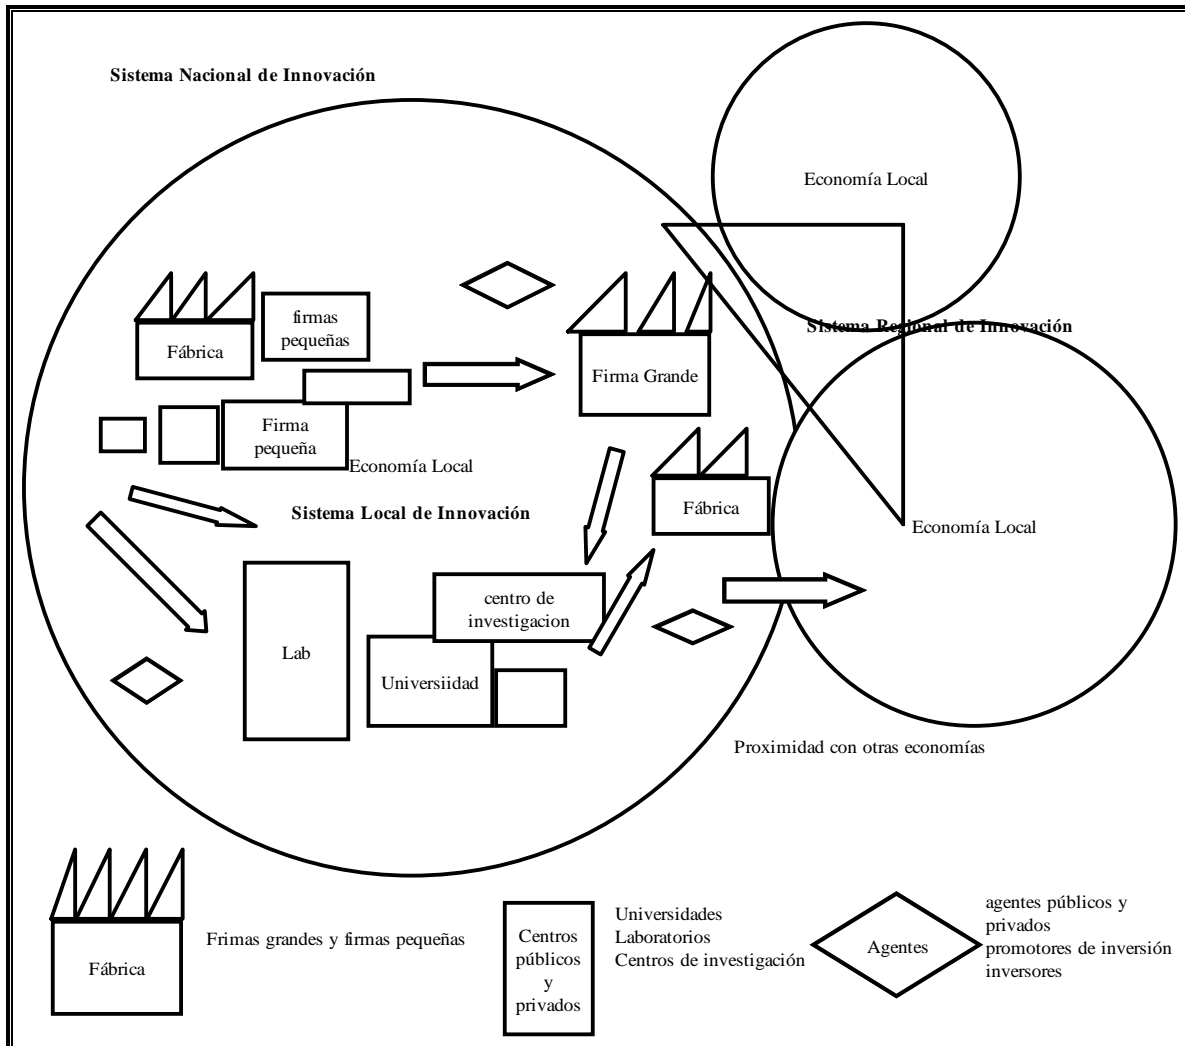 Sistema Nacional de Innovación
Economía Local
Sistema Regional de Innovación
firmas
pequeñas
Fábrica
Firma Grande
Firma
pequeña
Economía Local
Fábrica
Sistema Local de Innovación
Economía Local
centro de
investigacion
Lab
Universiidad
Proximidad con otras economías
Fábrica
Frimas grandes y firmas pequeñas
Centros
públicos
y
privados
Universidades
Laboratorios
Centros de investigación
Agentes
agentes públicos y
privados
promotores de inversión
inversores